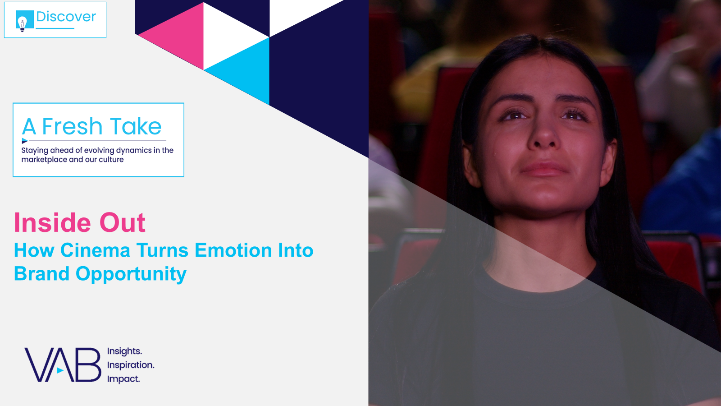 Discover
A Fresh Take
Staying ahead of evolving dynamics in the
marketplace and our culture
Inside Out
How Cinema Turns Emotion Into
Brand Opportunity
VAB
Insights.
Inspiration.
Impact.